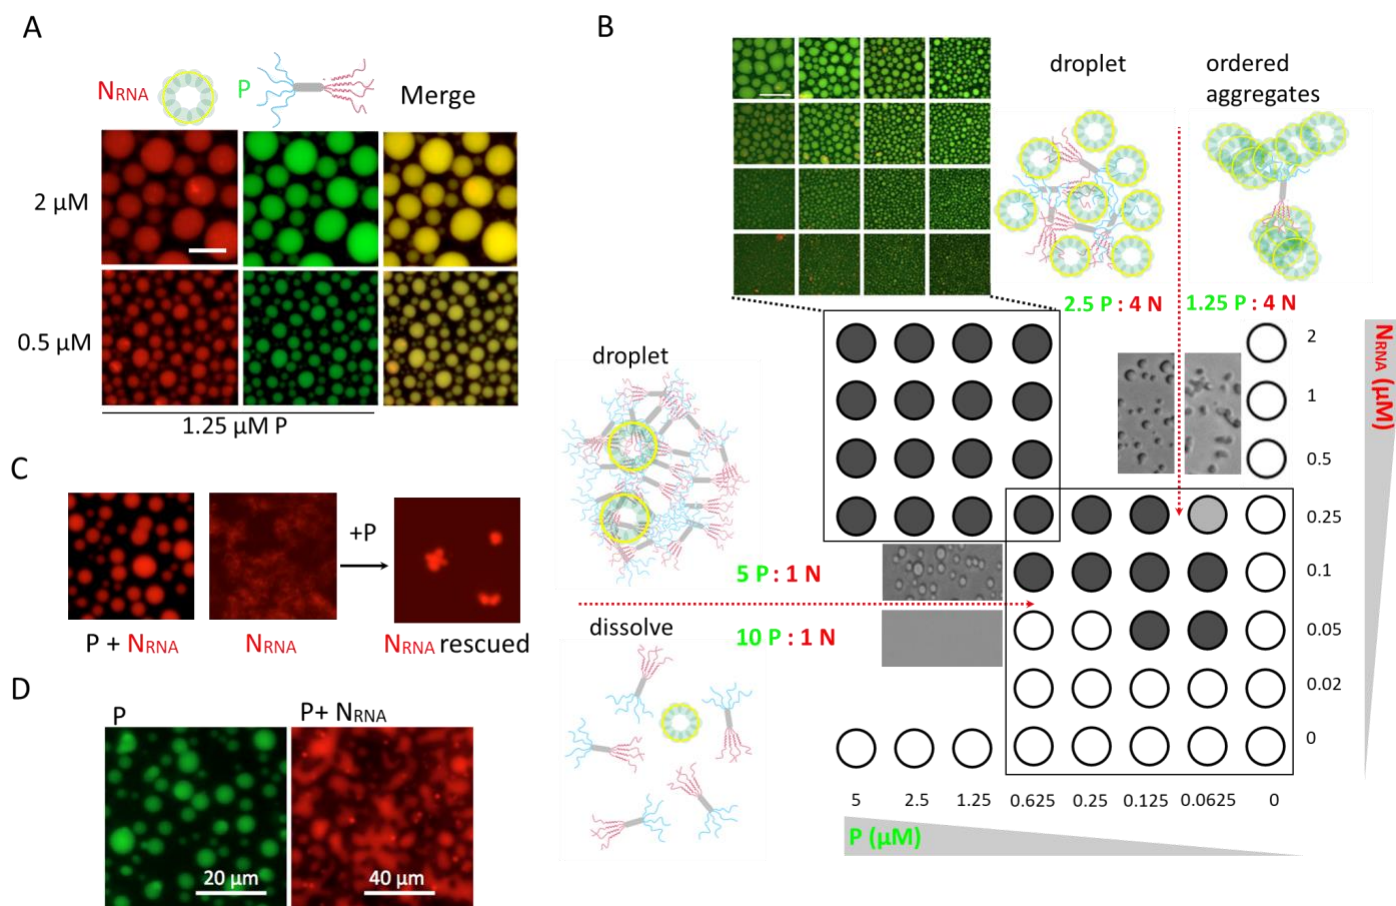 A
NRNA
P
Merge
2 µM
0.5 µM
1.25 µM P
B
droplet
ordered
aggregates
2.5 P : 4 N
1.25 P : 4 N
droplet
5 P : 1 N
10 P : 1 N
dissolve
2
1
0.5
0.25
0.1
0.05
0.02
0
NRNA (µM)
5 2.5 1.25 0.625 0.25 0.125 0.0625 0
P (µM)
C
+P
P + NRNA
NRNA
NRNA rescued
D
P
P+ NRNA
20 µm
40 µm